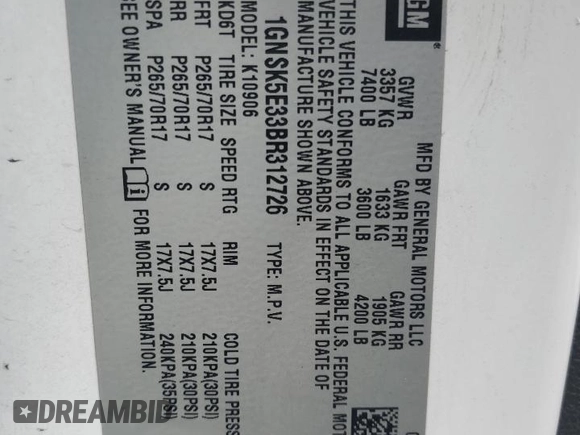 GM
®
MFD BY GENERAL MOTORS LLC
GVWR GAWR FRT GAWR RR
3357 KG 1633 KG 1905 KG
7400 LB 3600 LB 4200 LB
THIS VEHICLE CONFORMS TO ALL APPLICABLE U.S. FEDERAL
VEHICLE SAFETY STANDARDS IN EFFECT ON THE DATE OF
MANUFACTURE SHOWN ABOVE.
1GNSK5E33BR312726 TYPE: M.P.V.
K10906
KD6T TIRE SIZE SPEED RTG RIM COLD TIRE PRESS
FRT P265/70R17 S 17X7.5J 210KPA(30PSI)
RR P265/70R17 S 17X7.5J 210KPA(30PSI)
SPA P265/70R17 S 17X7.5J 240KPA(35PSI)
OWNER'S MANUAL FOR MORE INFORMATION.
DREAMBID